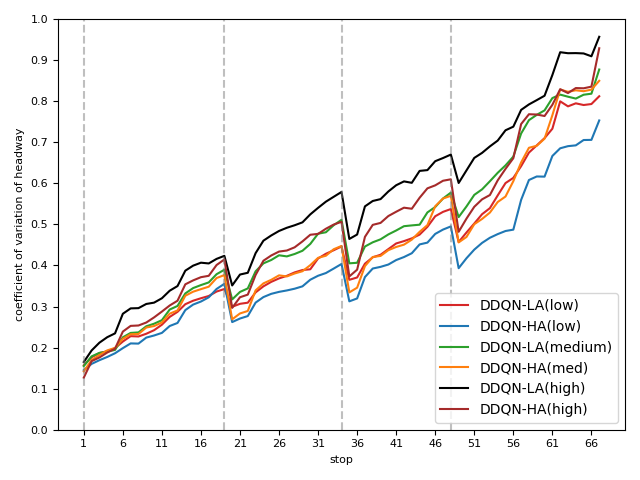 coefficient of variation of headway
1.0
0.9
0.8
0.7
0.6
0.5
0.4
0.3
0.2
0.1
0.0
DDQN-LA(low)
DDQN-HA(low)
DDQN-LA(medium)
DDQN-HA(med)
DDQN-LA(high)
DDQN-HA(high)
1 6 11 16 21 26 31 36 41 46 51 56 61 66
stop